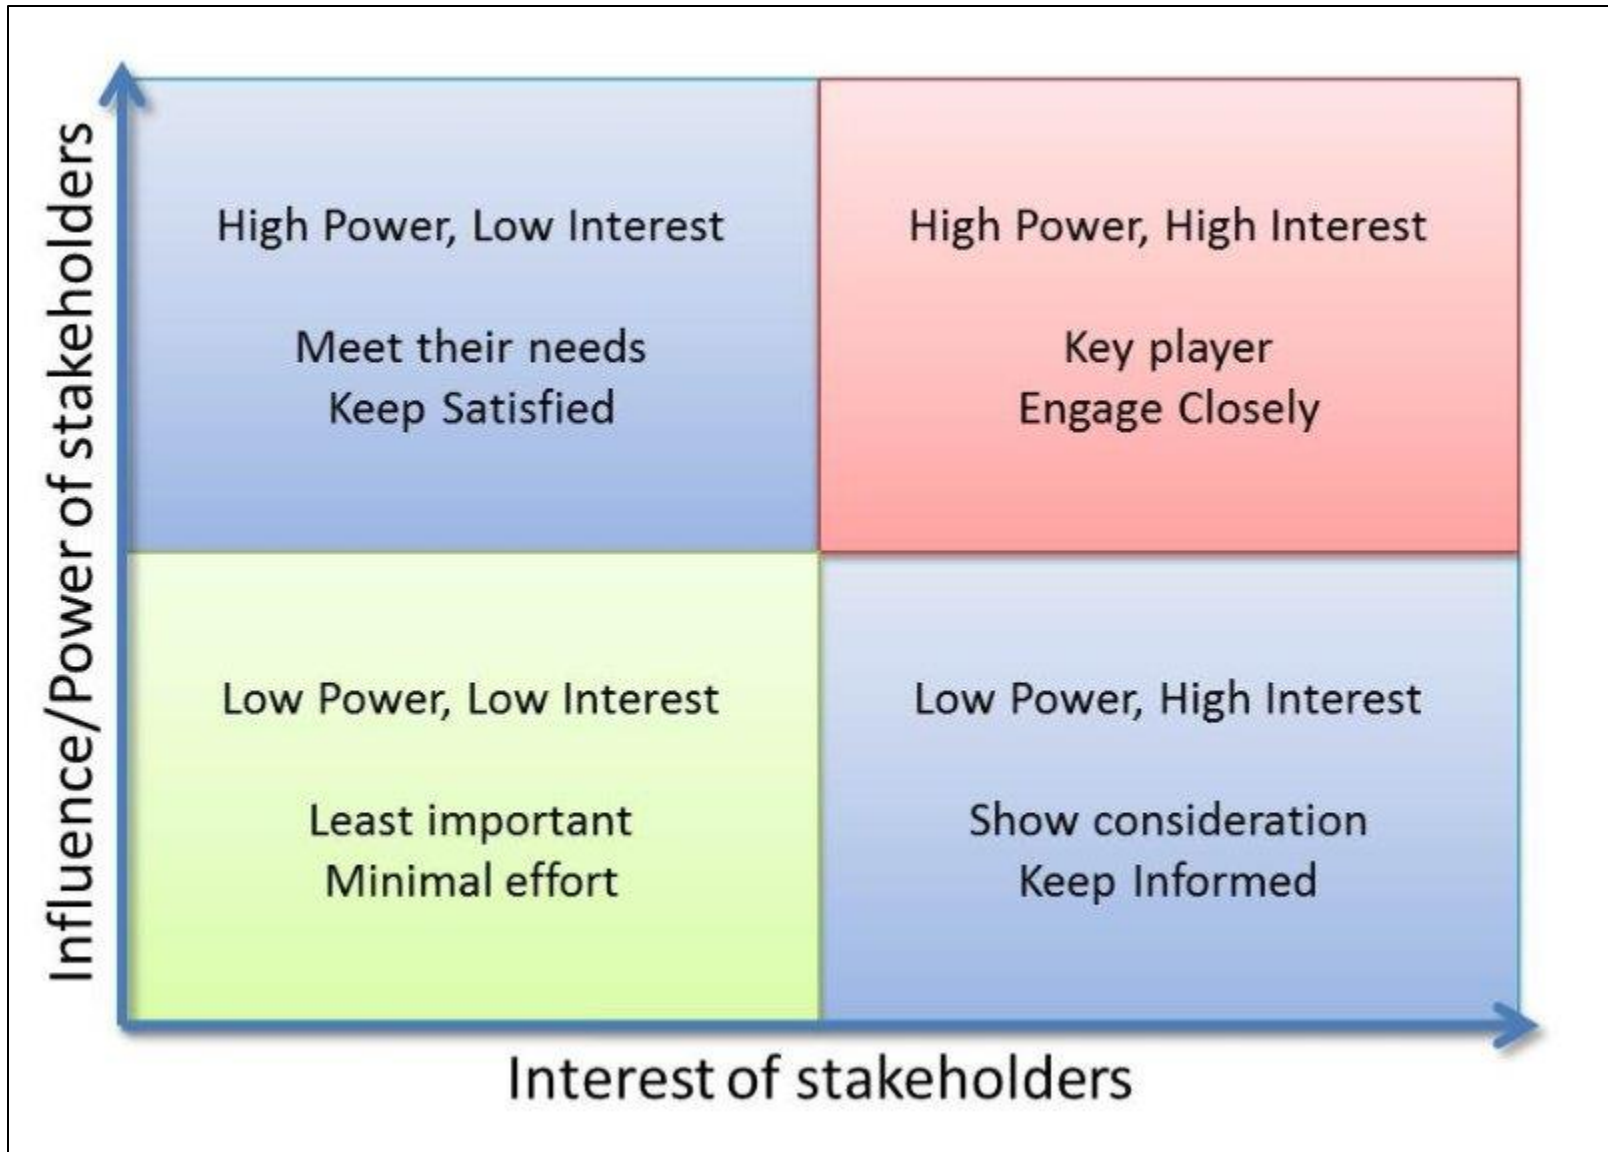 Influence/Power of stakeholders
High Power, Low Interest
Meet their needs
Keep Satisfied
High Power, High Interest
Key player
Engage Closely
Low Power, Low Interest
Least important
Minimal effort
Low Power, High Interest
Show consideration
Keep Informed
Interest of stakeholders